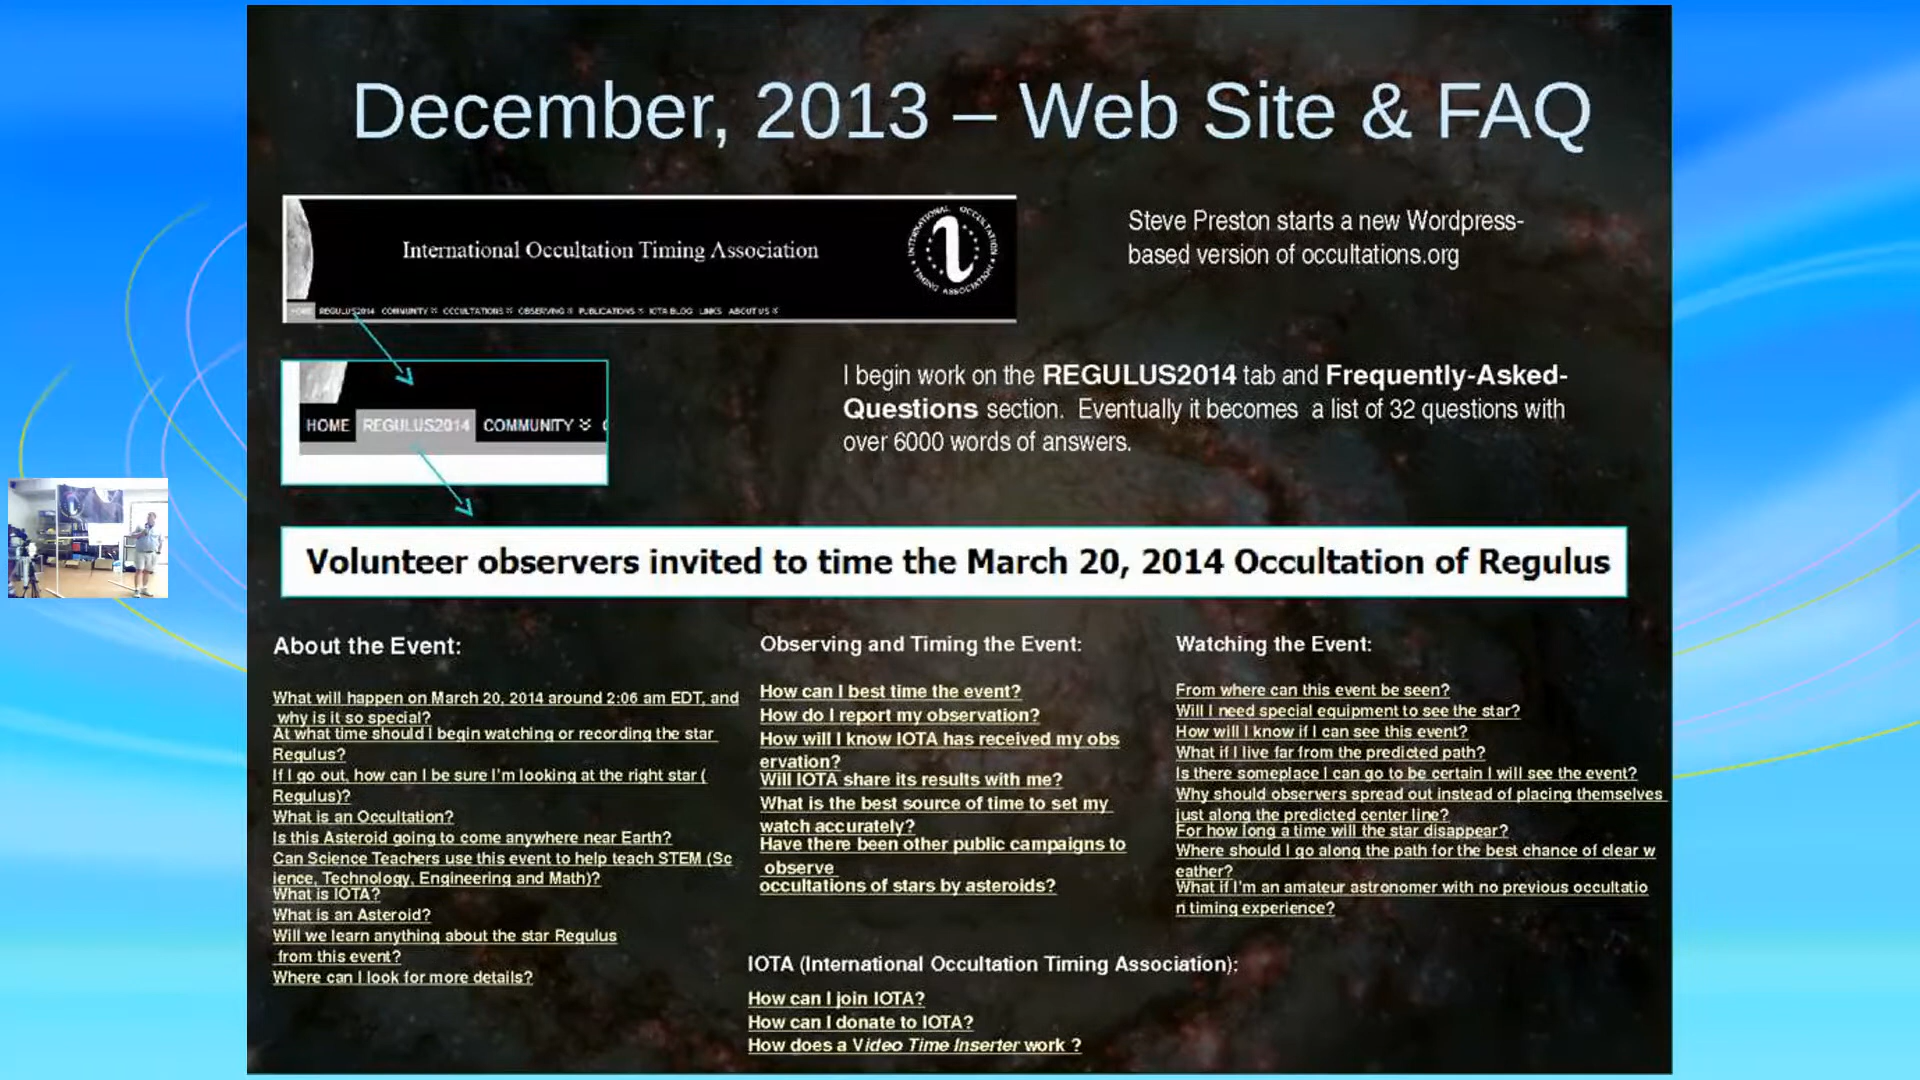 December, 2013 – Web Site & FAQ
International Occultation Timing Association
INTERNATIONAL OCCULTATION TIMING ASSOCIATION
HOME REGULUS2014 COMMUNITY OCCULTATIONS OBSERVING PUBLICATIONS IOTA BLOG LINKS ABOUT US
Steve Preston starts a new Wordpress-
based version of occultations.org
HOME REGULUS2014 COMMUNITY
I begin work on the REGULUS2014 tab and Frequently-Asked-
Questions section. Eventually it becomes a list of 32 questions with
over 6000 words of answers.
Volunteer observers invited to time the March 20, 2014 Occultation of Regulus
About the Event:
What will happen on March 20, 2014 around 2:06 am EDT, and
why is it so special?
At what time should I begin watching or recording the star
Regulus?
If I go out, how can I be sure I'm looking at the right star (
Regulus)?
What is an Occultation?
Is this Asteroid going to come anywhere near Earth?
Can Science Teachers use this event to help teach STEM (Sc
ience, Technology, Engineering and Math)?
What is IOTA?
What is an Asteroid?
Will we learn anything about the star Regulus
from this event?
Where can I look for more details?
Observing and Timing the Event:
How can I best time the event?
How do I report my observation?
How will I know IOTA has received my obs
ervation?
Will IOTA share its results with me?
What is the best source of time to set my
watch accurately?
Have there been other public campaigns to
observe
occultations of stars by asteroids?
Watching the Event:
From where can this event be seen?
Will I need special equipment to see the star?
How will I know if I can see this event?
What if I live far from the predicted path?
Is there someplace I can go to be certain I will see the event?
Why should observers spread out instead of placing themselves
just along the predicted center line?
For how long a time will the star disappear?
Where should I go along the path for the best chance of clear w
eather?
What if I'm an amateur astronomer with no previous occultatio
n timing experience?
IOTA (International Occultation Timing Association):
How can I join IOTA?
How can I donate to IOTA?
How does a Video Time Inserter work ?